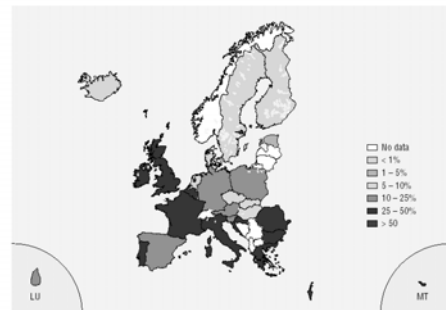 No data
< 1%
1 – 5%
5 – 10%
10 – 25%
25 – 50%
> 50
LU
MT